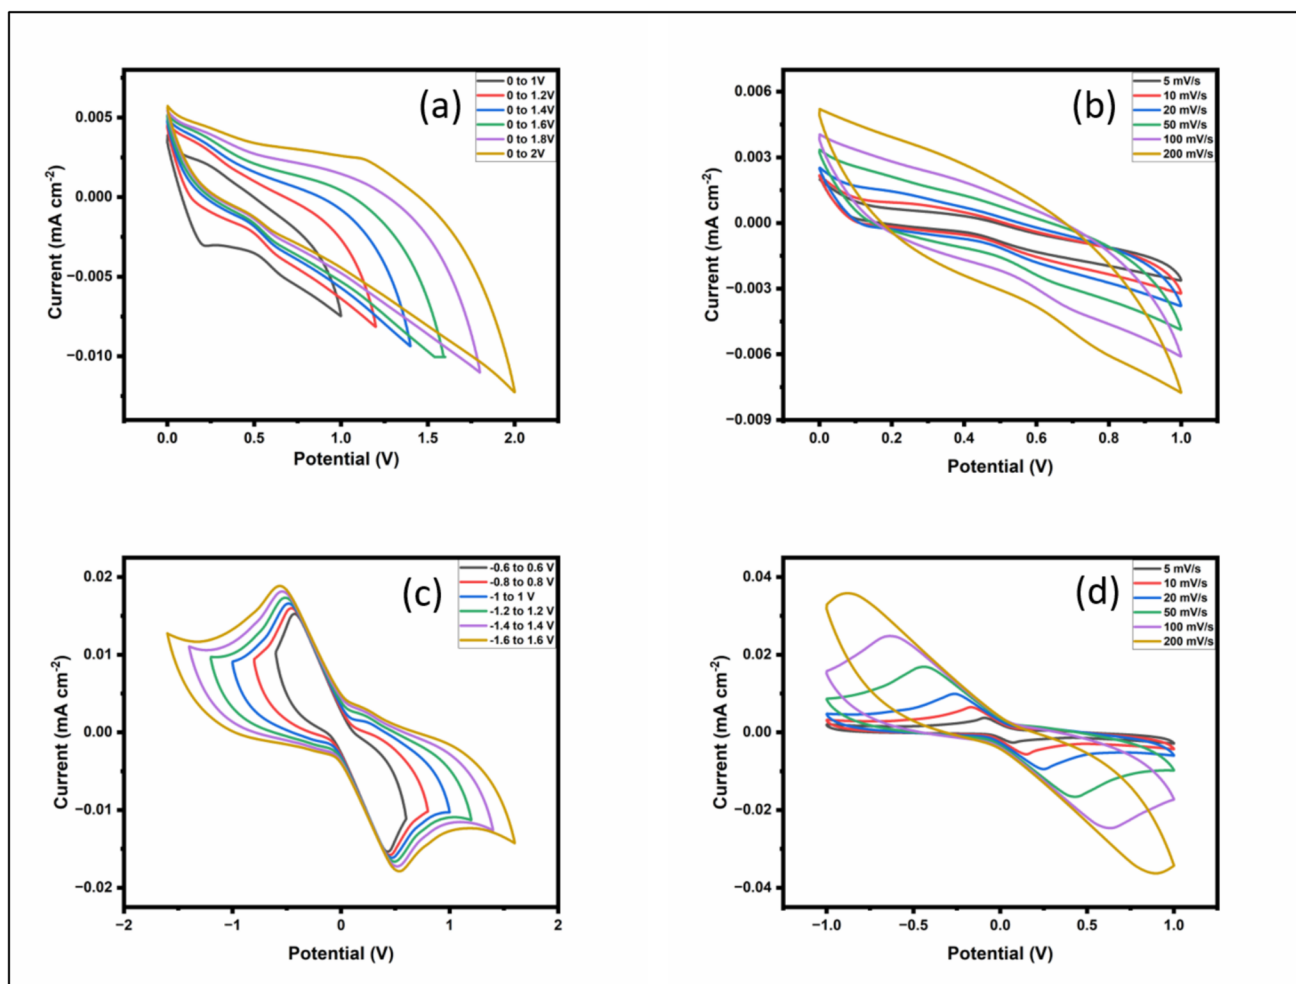 (a)
0 to 1V
0 to 1.2V
0 to 1.4V
0 to 1.6V
0 to 1.8V
0 to 2V
Current (mA cm-2)
0.005
0.000
−0.005
−0.010
0.0
0.5
1.0
1.5
2.0
Potential (V)
(b)
5 mV/s
10 mV/s
20 mV/s
50 mV/s
100 mV/s
200 mV/s
Current (mA cm-2)
0.006
0.003
0.000
−0.003
−0.006
−0.009
0.0
0.2
0.4
0.6
0.8
1.0
Potential (V)
(c)
-0.6 to 0.6 V
-0.8 to 0.8 V
-1 to 1 V
-1.2 to 1.2 V
-1.4 to 1.4 V
-1.6 to 1.6 V
Current (mA cm-2)
0.02
0.01
0.00
−0.01
−0.02
−2
−1
0
1
2
Potential (V)
(d)
5 mV/s
10 mV/s
20 mV/s
50 mV/s
100 mV/s
200 mV/s
Current (mA cm-2)
0.04
0.02
0.00
−0.02
−0.04
−1.0
−0.5
0.0
0.5
1.0
Potential (V)